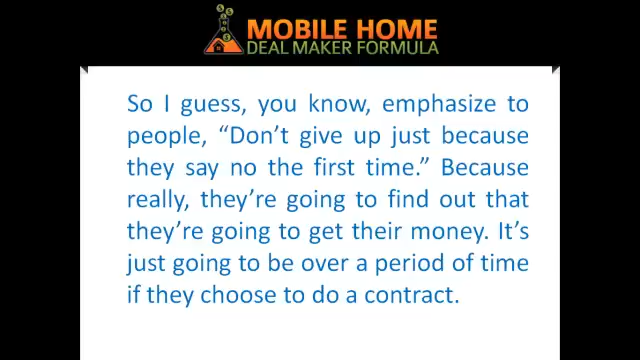 MOBILE HOME
DEAL MAKER FORMULA
So I guess, you know, emphasize to
people, “Don’t give up just because
they say no the first time.” Because
really, they’re going to find out that
they’re going to get their money. It’s
just going to be over a period of time
if they choose to do a contract.